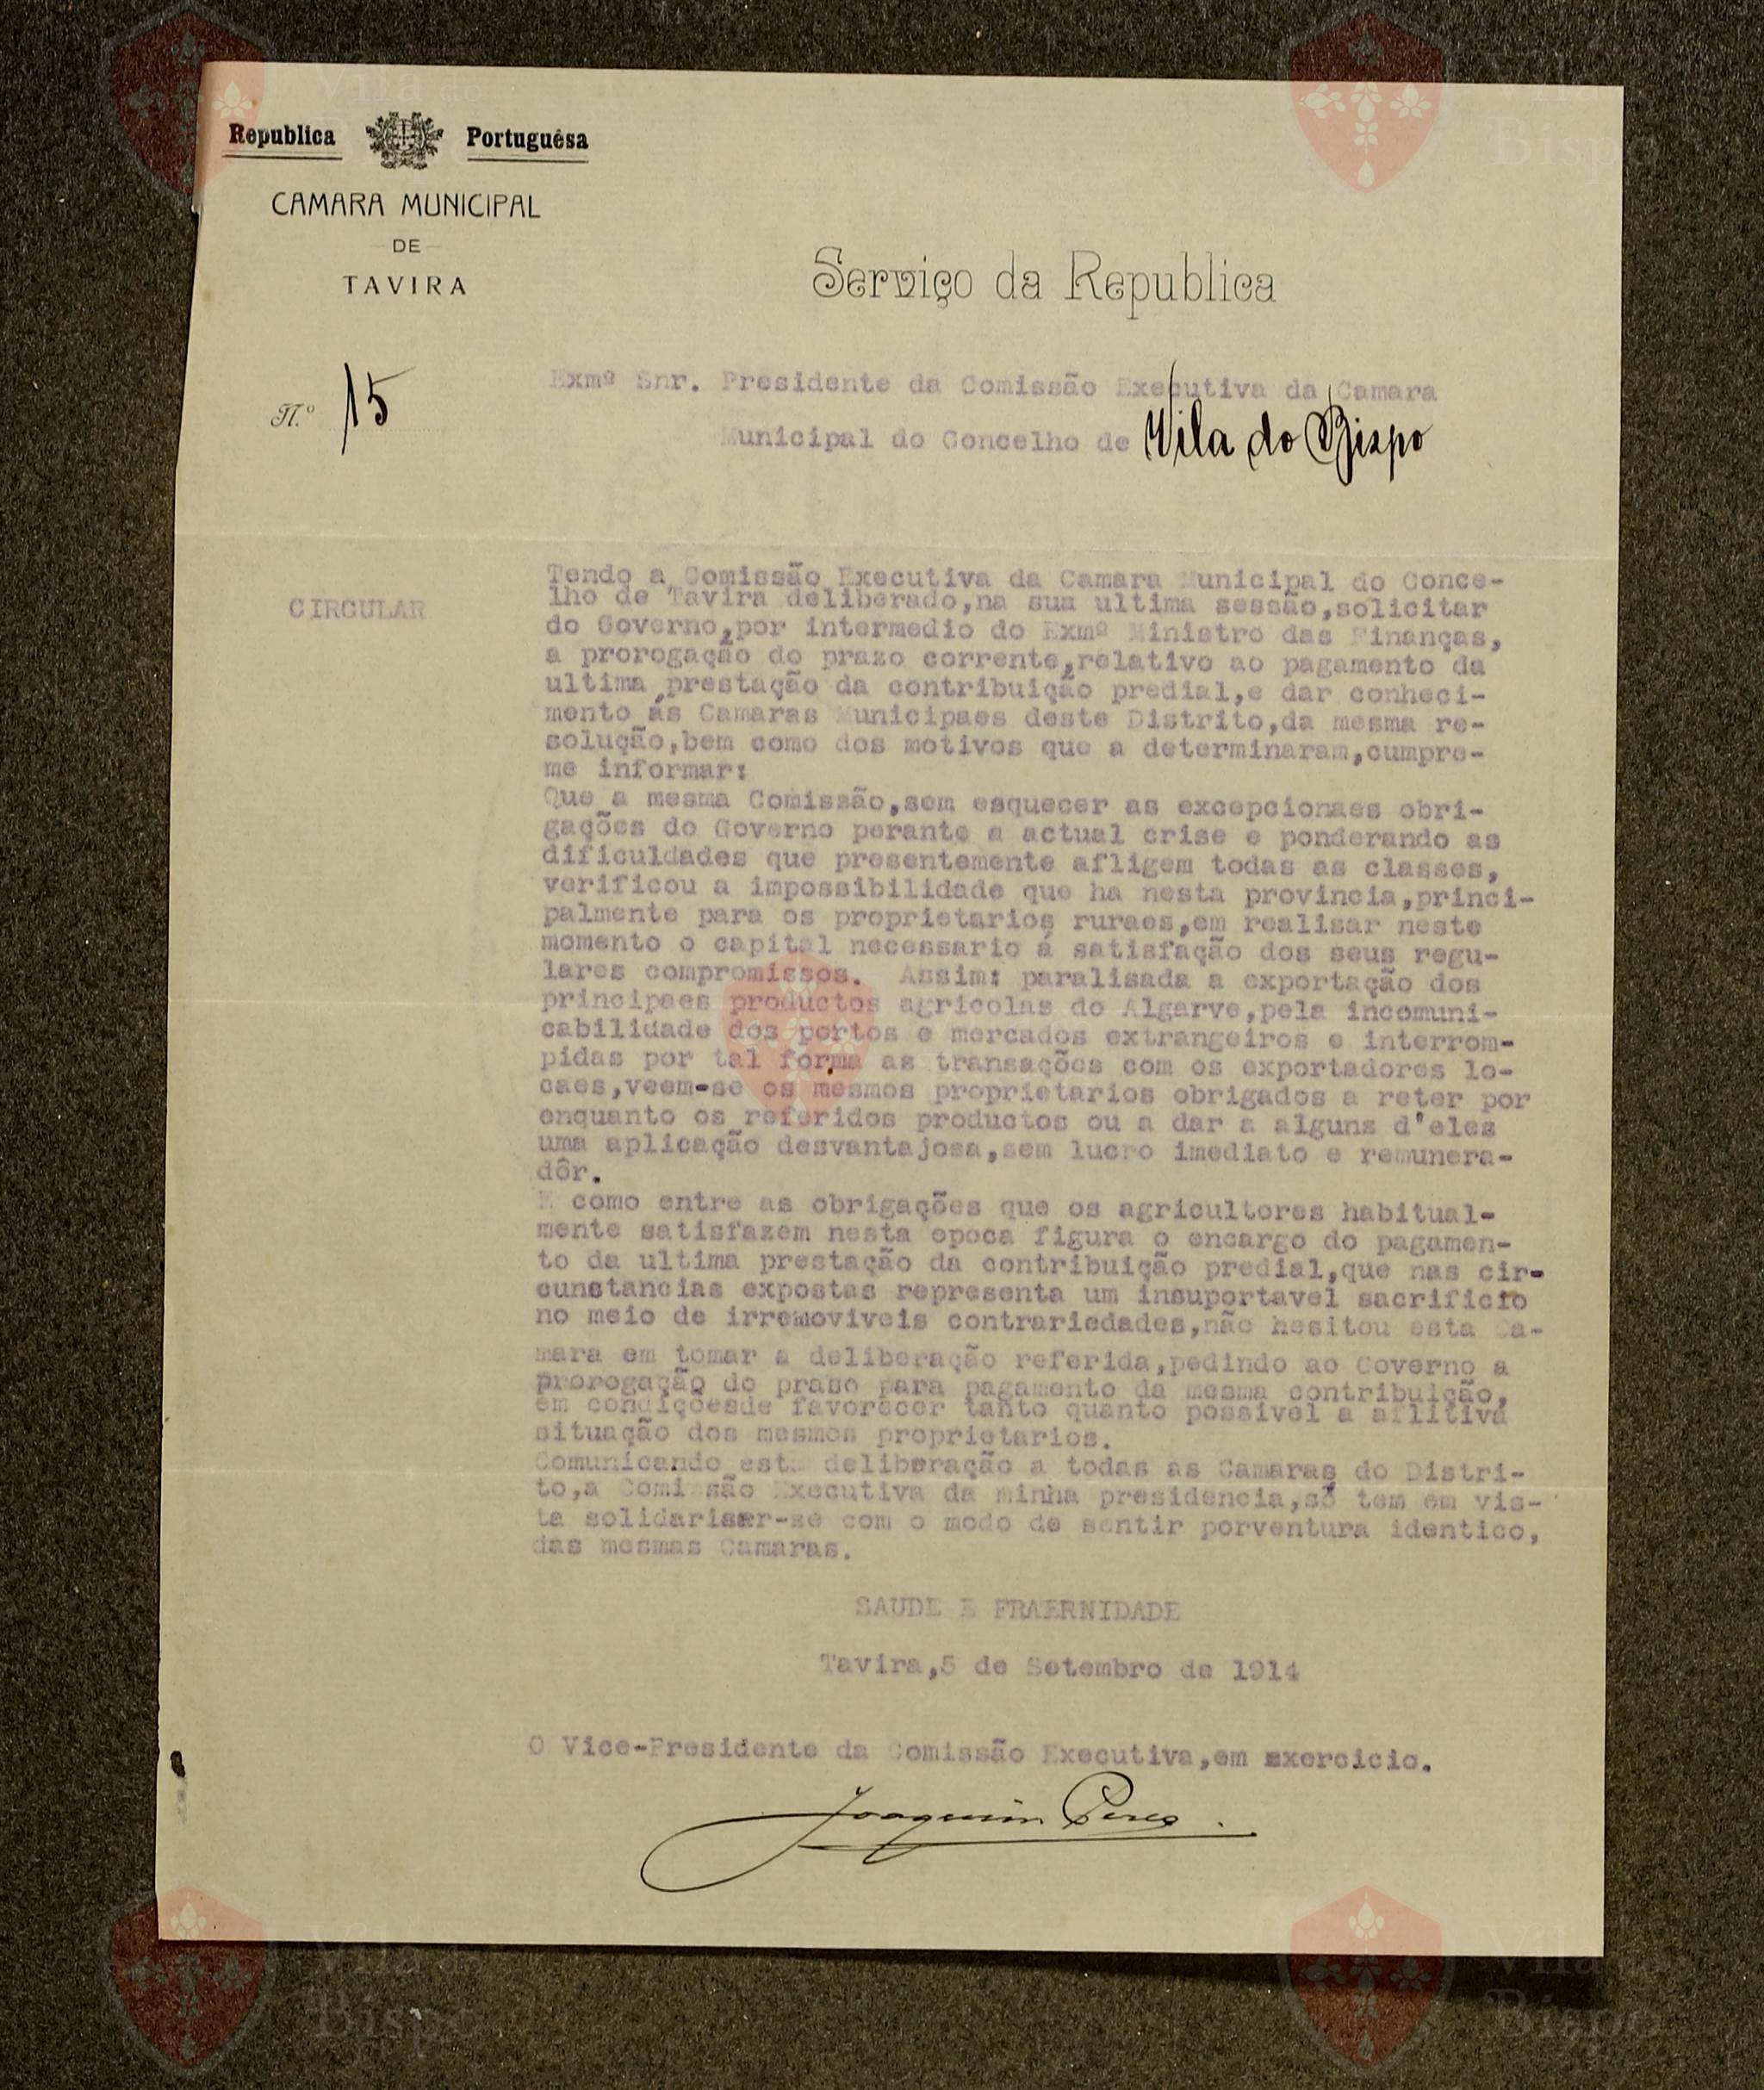 Republica Portuguêsa
CAMARA MUNICIPAL
DE
TAVIRA
Serviço da Republica
N.º 15
Exmº Snr. Presidente da Comissão Executiva da Camara
Municipal do Concelho de Vila do Bispo
CIRCULAR
Tendo a Comissão Executiva da Camara Municipal do Conce-
lho de Tavira deliberado,na sua ultima sessão,solicitar
do Governo,por intermedio do Exmº Ministro das Finanças,
a prorogação do prazo corrente,relativo ao pagamento da
ultima prestação da contribuição predial,e dar conheci-
mento ás Camaras Municipaes deste Distrito,da mesma re-
solução,bem como dos motivos que a determinaram,cumpre-
me informar:
Que a mesma Comissão,sem esquecer as excepcionaes obri-
gações do Governo perante a actual crise e ponderando as
dificuldades que presentemente afligem todas as classes,
verificou a impossibilidade que ha nesta provincia,princi-
palmente para os proprietarios ruraes,em realisar neste
momento o capital necessario á satisfação dos seus regu-
lares compromissos. Assim: paralisada a exportação dos
principaes productos agricolas do Algarve,pela incomuni-
cabilidade dos portos e mercados extrangeiros e interrom-
pidas por tal forma as transações com os exportadores lo-
caes,veem-se os mesmos proprietarios obrigados a reter por
enquanto os referidos productos ou a dar a alguns d'eles
uma aplicação desvantajosa,sem lucro imediato e remunera-
dôr.
E como entre as obrigações que os agricultores habitual-
mente satisfazem nesta epoca figura o encargo do pagamen-
to da ultima prestação da contribuição predial,que nas cir-
cunstancias expostas representa um insuportavel sacrificio
no meio de irremoviveis contrariedades,não hesitou esta Ca-
mara em tomar a deliberação referida,pedindo ao Governo a
prorogação do praso para pagamento da mesma contribuição,
em condiçõesde favorecer tanto quanto possivel a aflitiva
situação dos mesmos proprietarios.
Comunicando esta deliberação a todas as Camaras do Distri-
to,a Comissão Executiva da minha presidencia,só tem em vis-
ta solidarisar-se com o modo de sentir porventura identico,
das mesmas Camaras.
SAUDE E FRAERNIDADE
Tavira,5 de Setembro de 1914
O Vice-Presidente da Comissão Executiva,em exercicio.
Joaquim Peres.
Vila do
Bispo
Vila do
Bispo
Vila do
Bispo